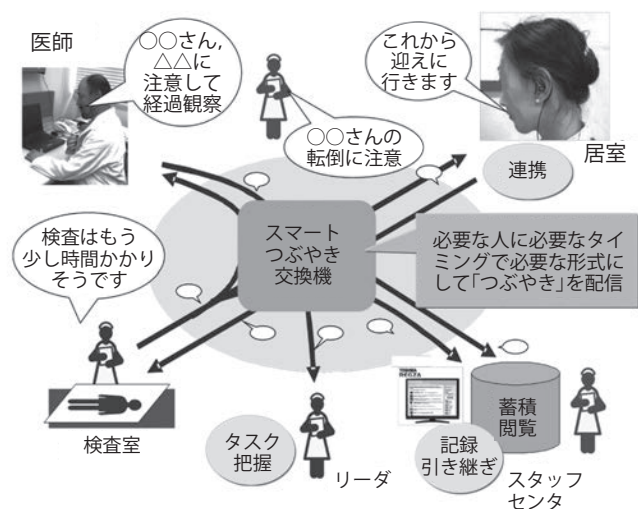 医師
○○さん,
△△に
注意して
経過観察
○○さんの
転倒に注意
これから
迎えに
行きます
居室
連携
検査はもう
少し時間かかり
そうです
スマート
つぶやき
交換機
必要な人に必要なタイ
ミングで必要な形式に
して「つぶやき」を配信
検査室
タスク
把握
リーダ
TOSHIBA
蓄積
閲覧
記録
引き継ぎ
スタッフ
センタ